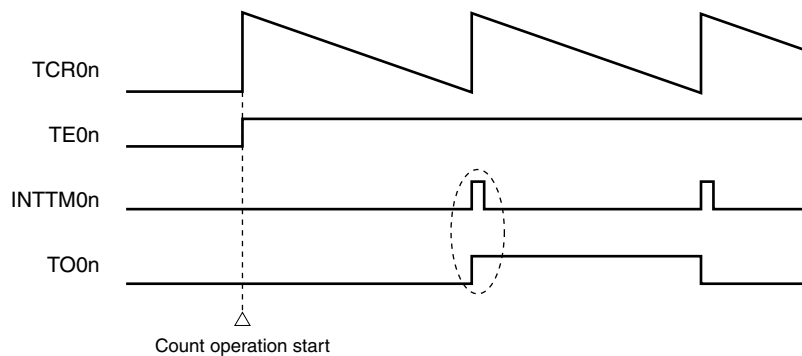 TCR0n
TE0n
INTTM0n
TO0n
Count operation start